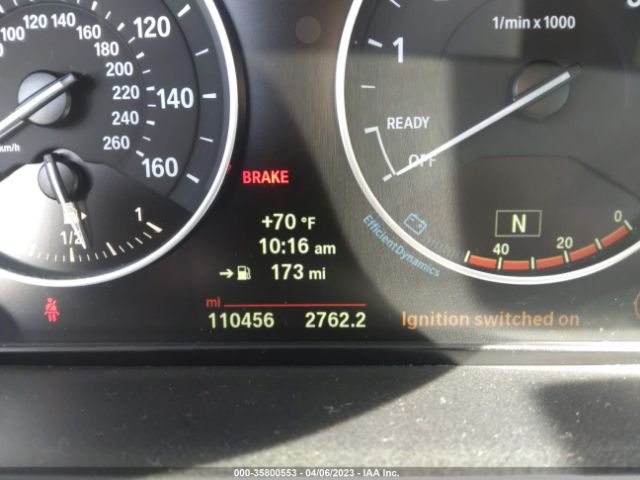 100 120 140
160
180
200
220
240
260
km/h
120
140
160
1/2
1
BRAKE
+70 °F
10:16 am
→ 173 mi
mi
110456 2762.2
1/min x 1000
1
READY
OFF
EfficientDynamics
N
40 20 0
Ignition switched on
000-35800553 - 04/06/2023 - IAA Inc.